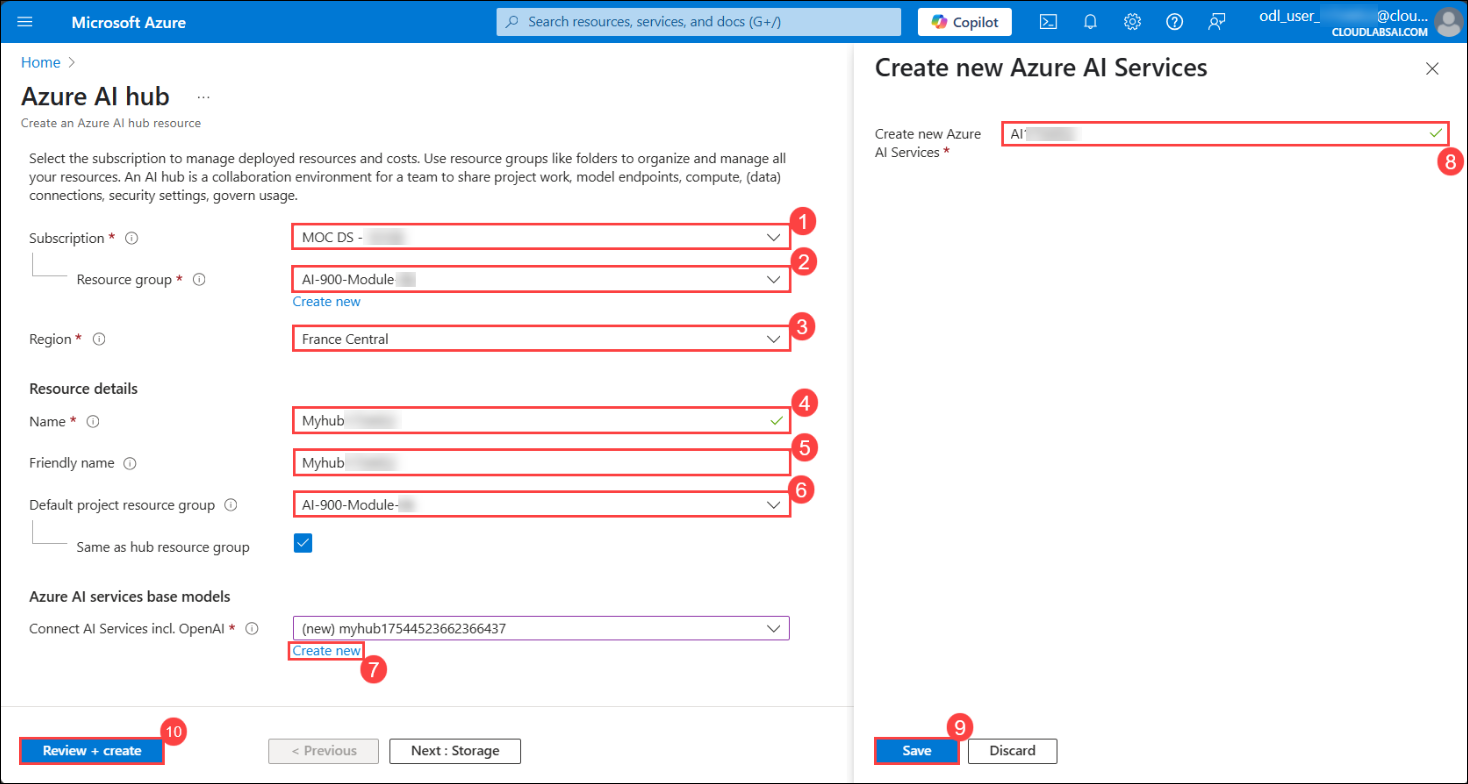 Microsoft Azure
Search resources, services, and docs (G+/)
Copilot
odl_user_ @clou...
CLOUDLABSAI.COM
Home >
Azure AI hub ...
Create an Azure AI hub resource
Select the subscription to manage deployed resources and costs. Use resource groups like folders to organize and manage all
your resources. An AI hub is a collaboration environment for a team to share project work, model endpoints, compute, (data)
connections, security settings, govern usage.
Subscription *
MOC DS -
1
Resource group *
AI-900-Module-
2
Create new
Region *
France Central
3
Resource details
Name *
Myhub
4
Friendly name
Myhub
5
Default project resource group
AI-900-Module-
6
Same as hub resource group
Azure AI services base models
Connect AI Services incl. OpenAI *
(new) myhub17544523662366437
Create new
7
Review + create
10
< Previous
Next : Storage
Create new Azure AI Services
Create new Azure
AI Services *
AI
8
Save
9
Discard